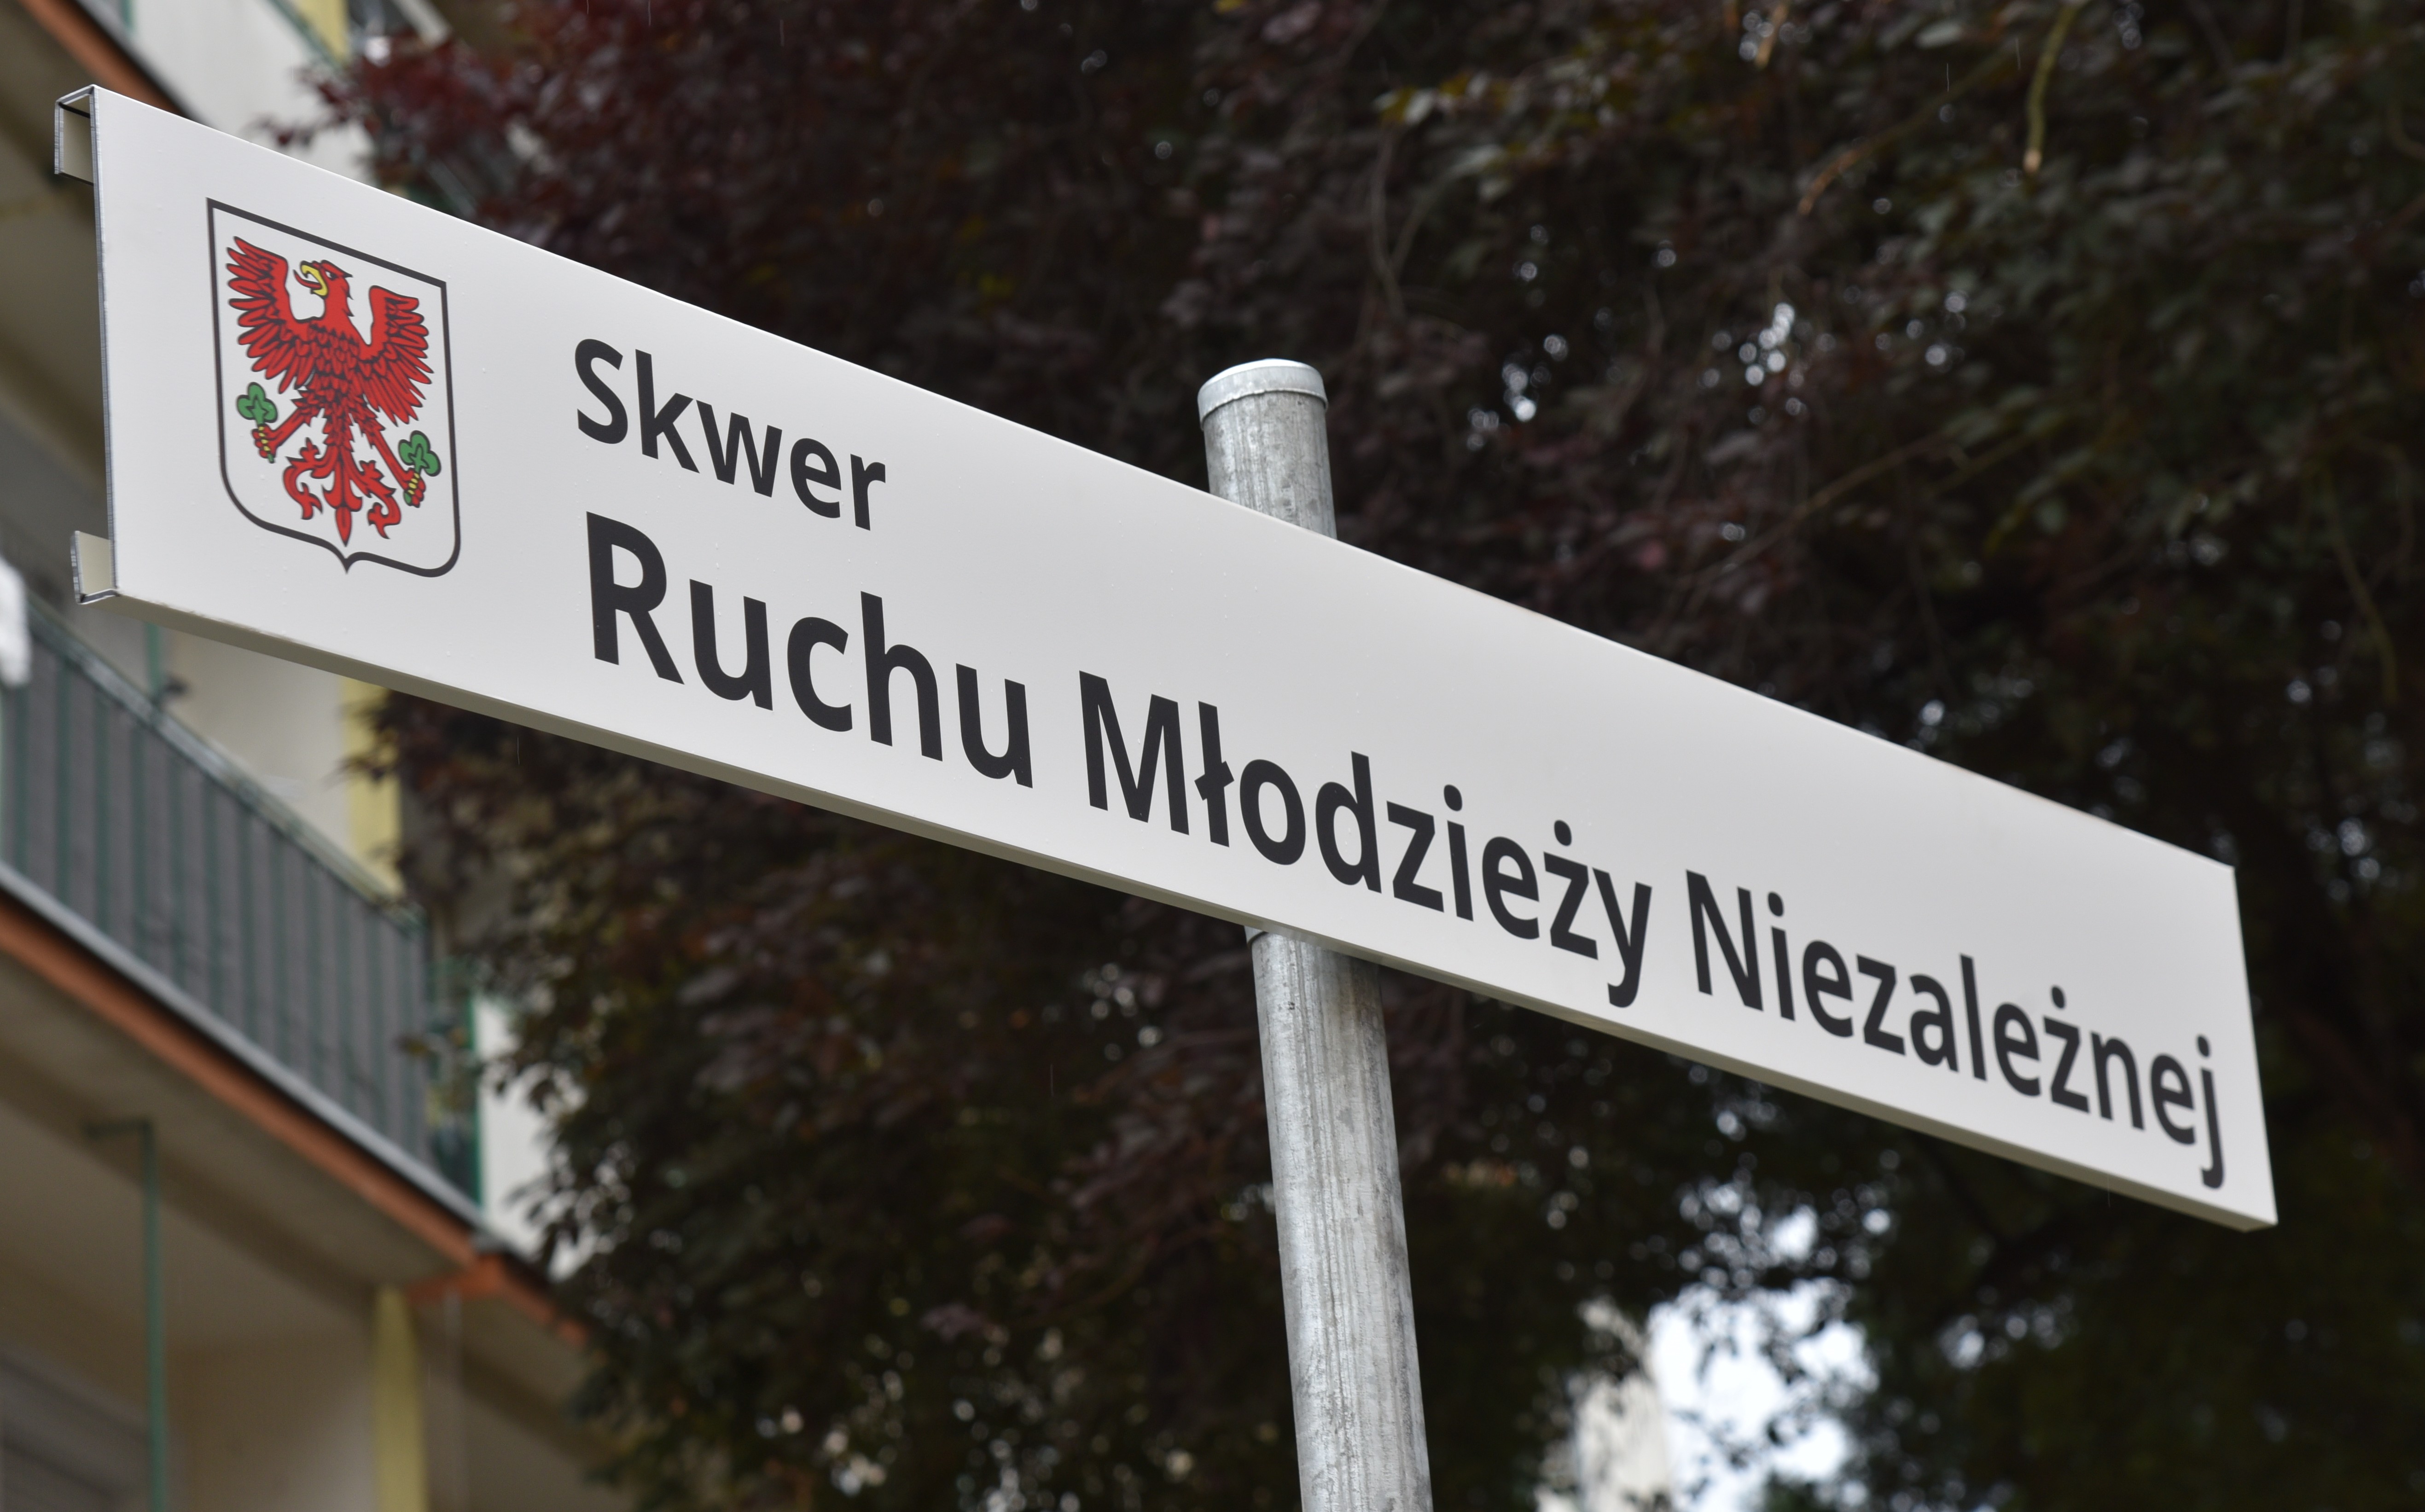 Skwer
Ruchu Młodzieży Niezależnej